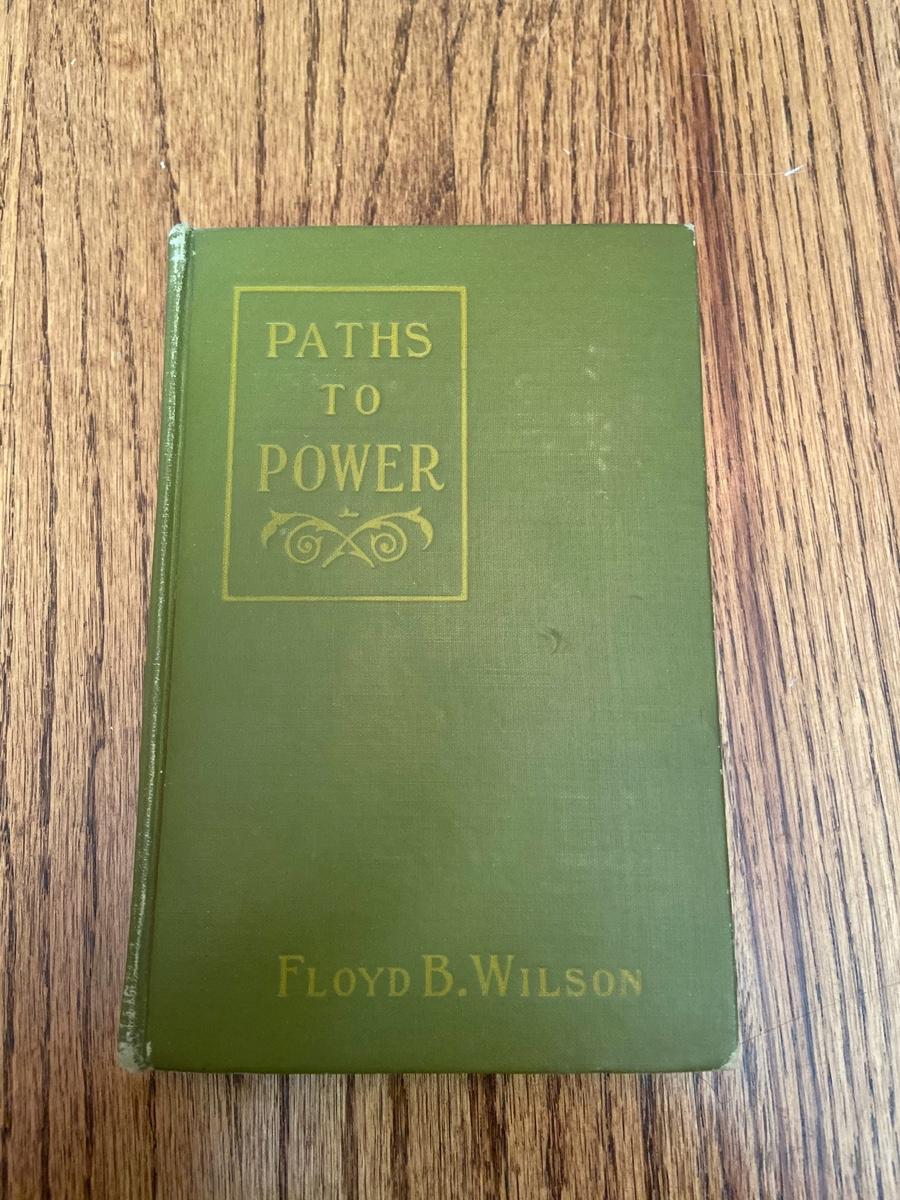 PATHS
TO
POWER
FLOYD B. WILSON